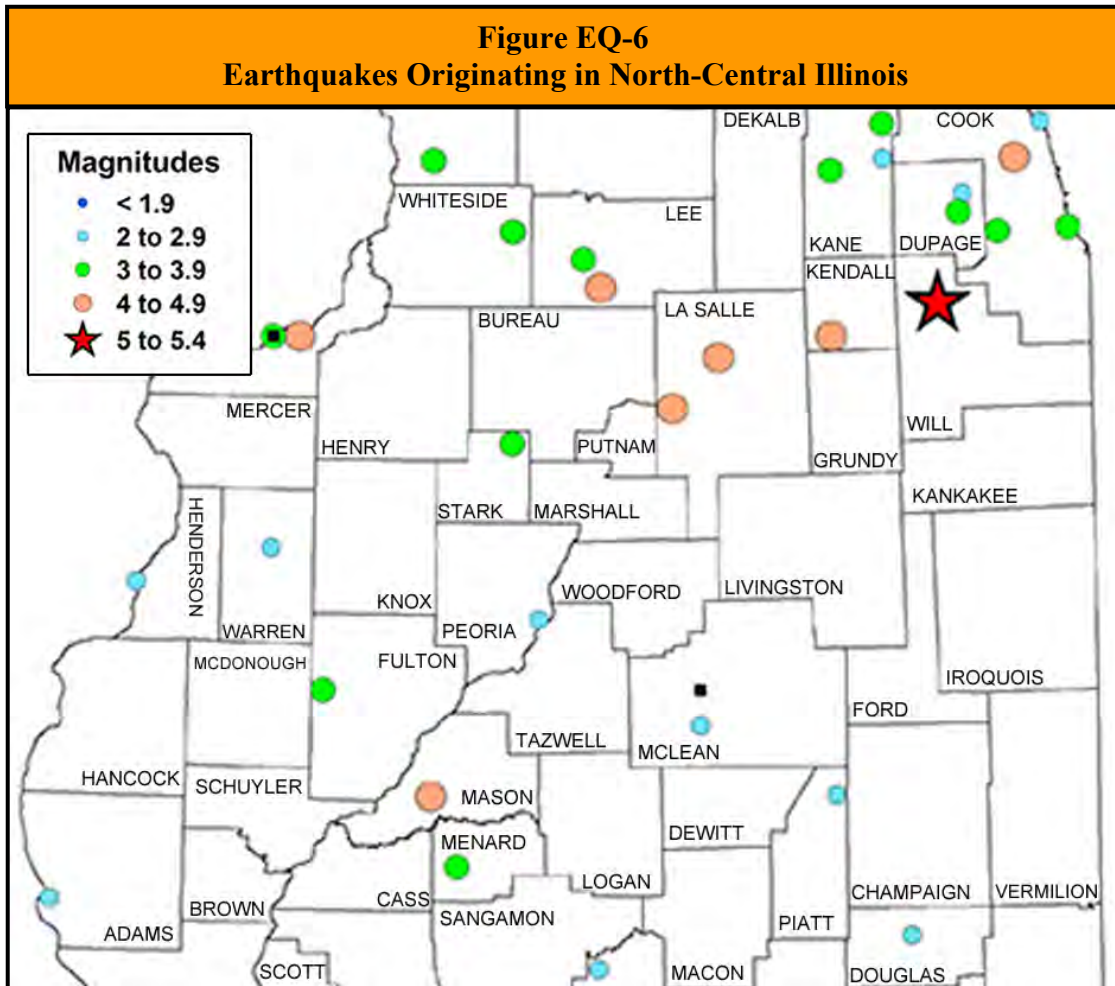 Figure EQ-6
Earthquakes Originating in North-Central Illinois
Magnitudes
< 1.9
2 to 2.9
3 to 3.9
4 to 4.9
5 to 5.4
DEKALB
COOK
WHITESIDE
LEE
KANE
DUPAGE
KENDALL
BUREAU
LA SALLE
MERCER
HENRY
PUTNAM
WILL
GRUNDY
KANKAKEE
STARK
MARSHALL
HENDERSON
WOODFORD
LIVINGSTON
KNOX
WARREN
PEORIA
MCDONOUGH
FULTON
IROQUOIS
FORD
TAZWELL
MCLEAN
HANCOCK
SCHUYLER
MASON
DEWITT
MENARD
LOGAN
CASS
CHAMPAIGN
VERMILION
BROWN
SANGAMON
PIATT
ADAMS
SCOTT
MACON
DOUGLAS